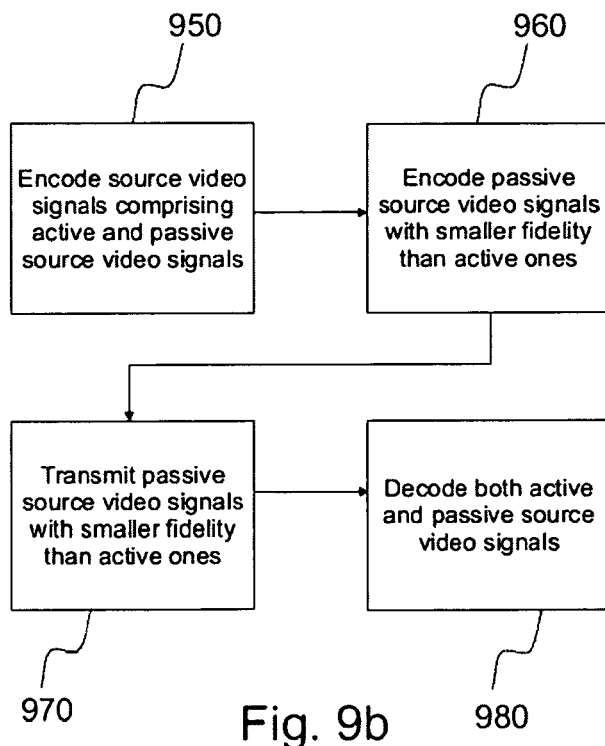 950
960
Encode source video
signals comprising
active and passive
source video signals
Encode passive
source video signals
with smaller fidelity
than active ones
Transmit passive
source video signals
with smaller fidelity
than active ones
Decode both active
and passive source
video signals
970
980
Fig. 9b